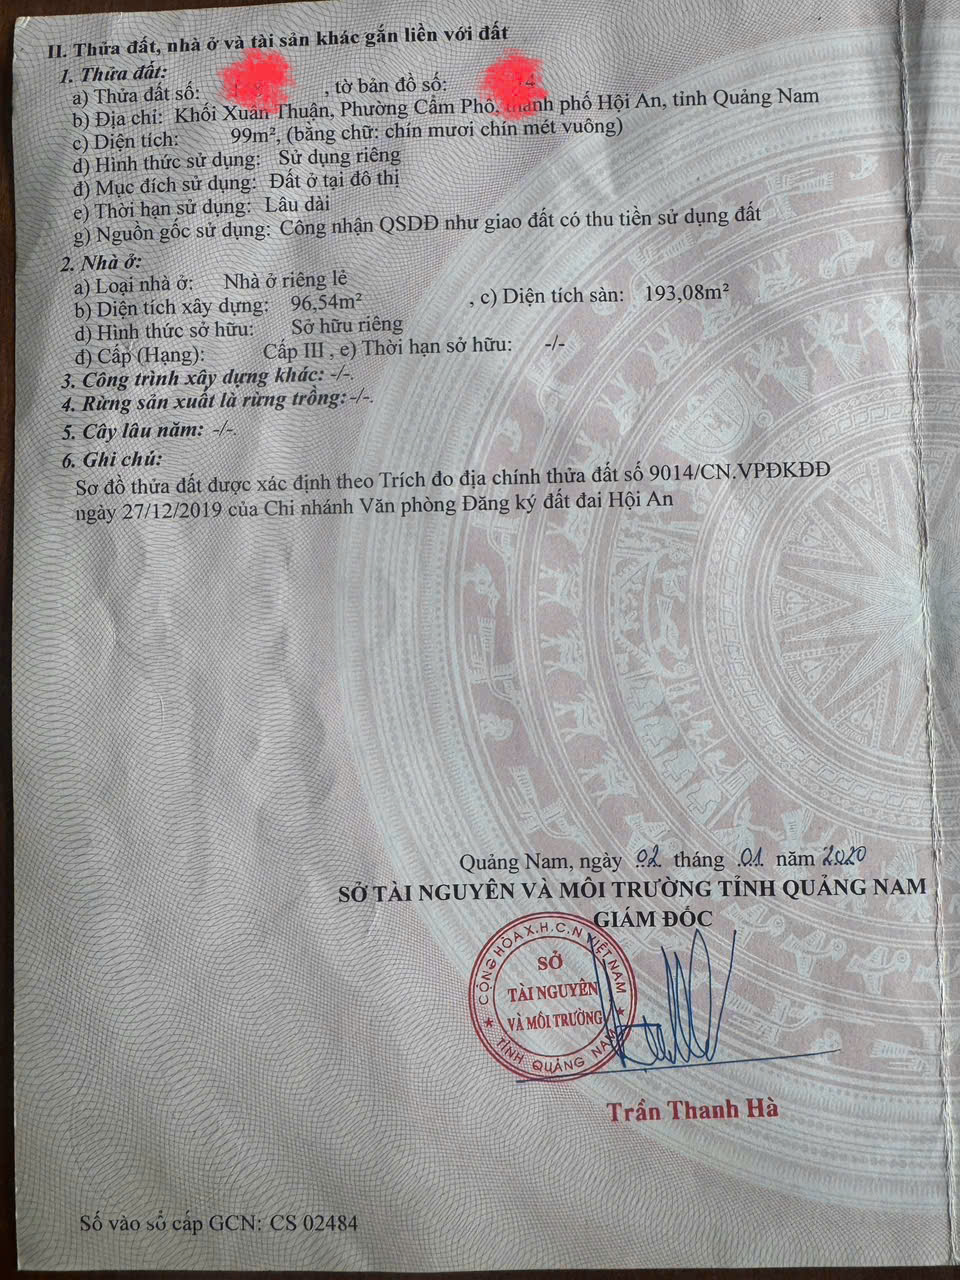 II. Thửa đất, nhà ở và tài sản khác gắn liền với đất
1. Thửa đất:
a) Thửa đất số: , tờ bản đồ số: 4
b) Địa chỉ: Khối Xuân Thuận, Phường Cẩm Phô, thành phố Hội An, tỉnh Quảng Nam
c) Diện tích: 99m², (bằng chữ: chín mươi chín mét vuông)
d) Hình thức sử dụng: Sử dụng riêng
đ) Mục đích sử dụng: Đất ở tại đô thị
e) Thời hạn sử dụng: Lâu dài
g) Nguồn gốc sử dụng: Công nhận QSDĐ như giao đất có thu tiền sử dụng đất
2. Nhà ở:
a) Loại nhà ở: Nhà ở riêng lẻ
b) Diện tích xây dựng: 96,54m² , c) Diện tích sàn: 193,08m²
d) Hình thức sở hữu: Sở hữu riêng
đ) Cấp (Hạng): Cấp III , e) Thời hạn sở hữu: -/-
3. Công trình xây dựng khác: -/-.
4. Rừng sản xuất là rừng trồng: -/-.
5. Cây lâu năm: -/-.
6. Ghi chú:
Sơ đồ thửa đất được xác định theo Trích đo địa chính thửa đất số 9014/CN.VPĐKĐĐ
ngày 27/12/2019 của Chi nhánh Văn phòng Đăng ký đất đai Hội An
Quảng Nam, ngày 02 tháng 01 năm 2020
SỞ TÀI NGUYÊN VÀ MÔI TRƯỜNG TỈNH QUẢNG NAM
GIÁM ĐỐC
CỘNG HÒA X.H.C.N VIỆT NAM
SỞ
TÀI NGUYÊN
VÀ MÔI TRƯỜNG
TỈNH QUẢNG NAM
Trần Thanh Hà
Số vào sổ cấp GCN: CS 02484